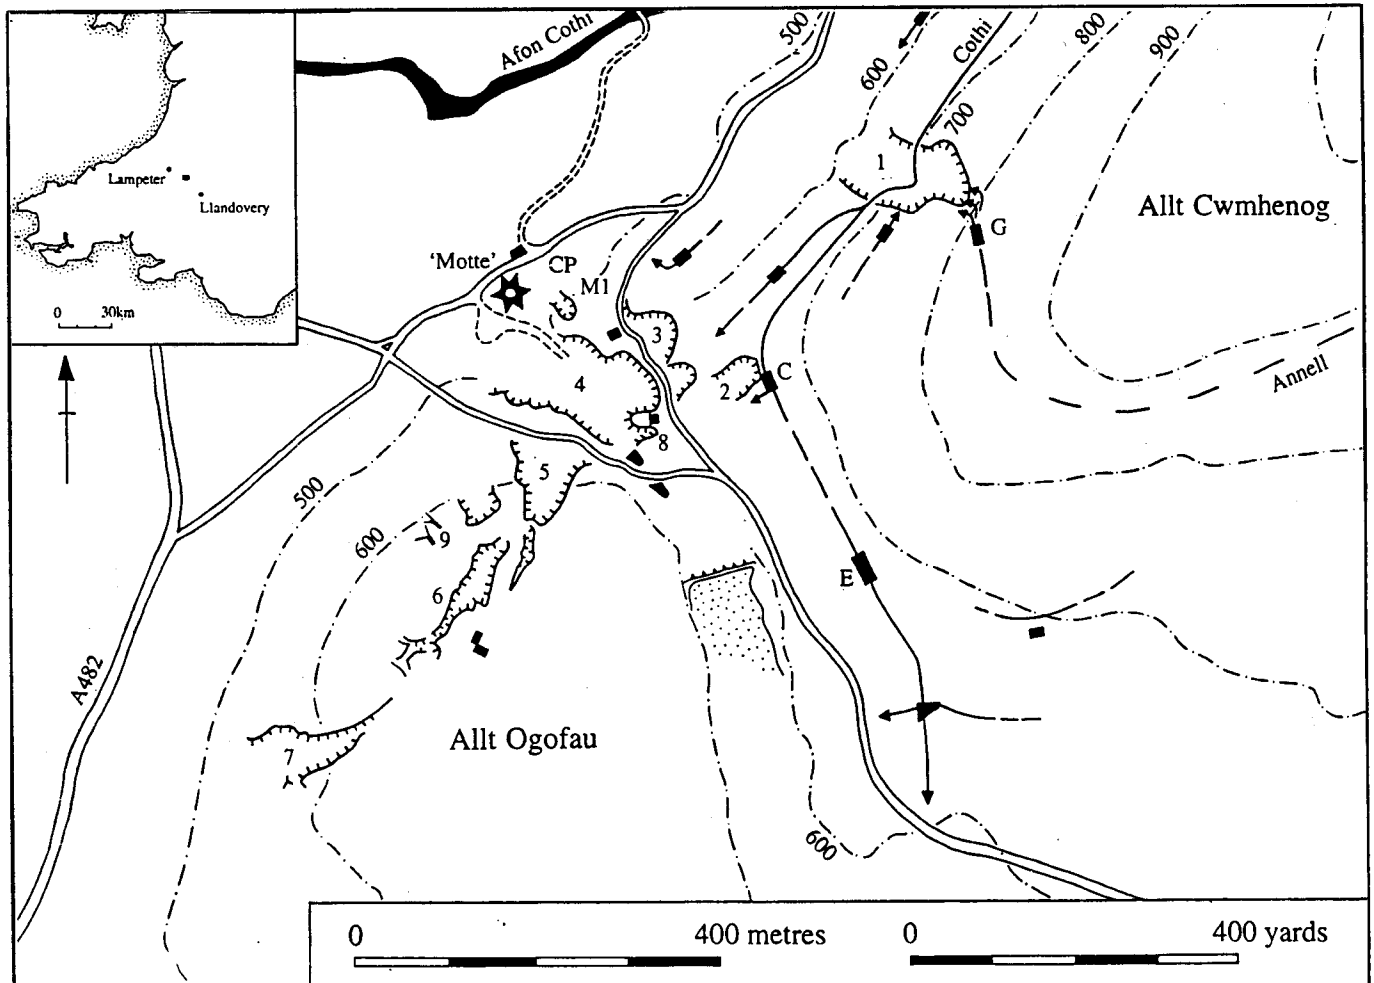 Lampeter
Llandovery
0 30km
Afon Cothi
500
600
Cothi
800
900
700
1
G
Allt Cwmhenog
'Motte'
CP
M1
3
4
2
C
Annell
8
5
500
600
9
6
E
A482
7
Allt Ogofau
600
0 400 metres
0 400 yards